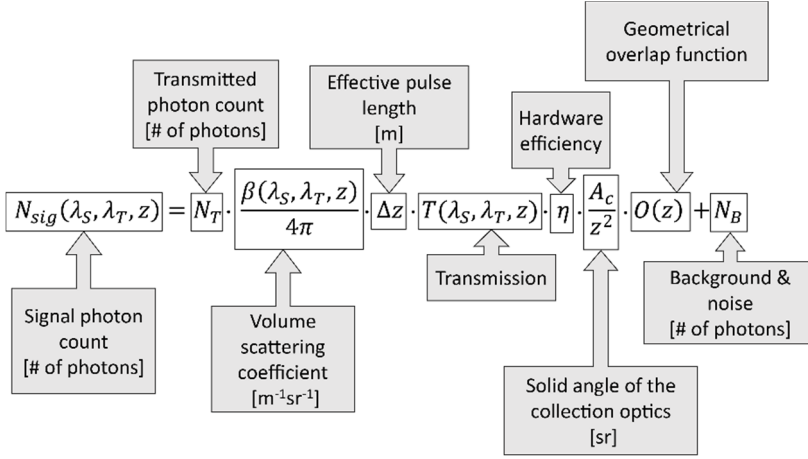 Geometrical
overlap function
Transmitted
photon count
[# of photons]
Effective pulse
length
[m]
Hardware
efficiency
N_sig(λ_S, λ_T, z) = N_T · β(λ_S, λ_T, z)/4π · Δz · T(λ_S, λ_T, z) · η · A_c/z² · O(z) + N_B
Signal photon
count
[# of photons]
Volume
scattering
coefficient
[m⁻¹sr⁻¹]
Transmission
Solid angle of the
collection optics
[sr]
Background &
noise
[# of photons]